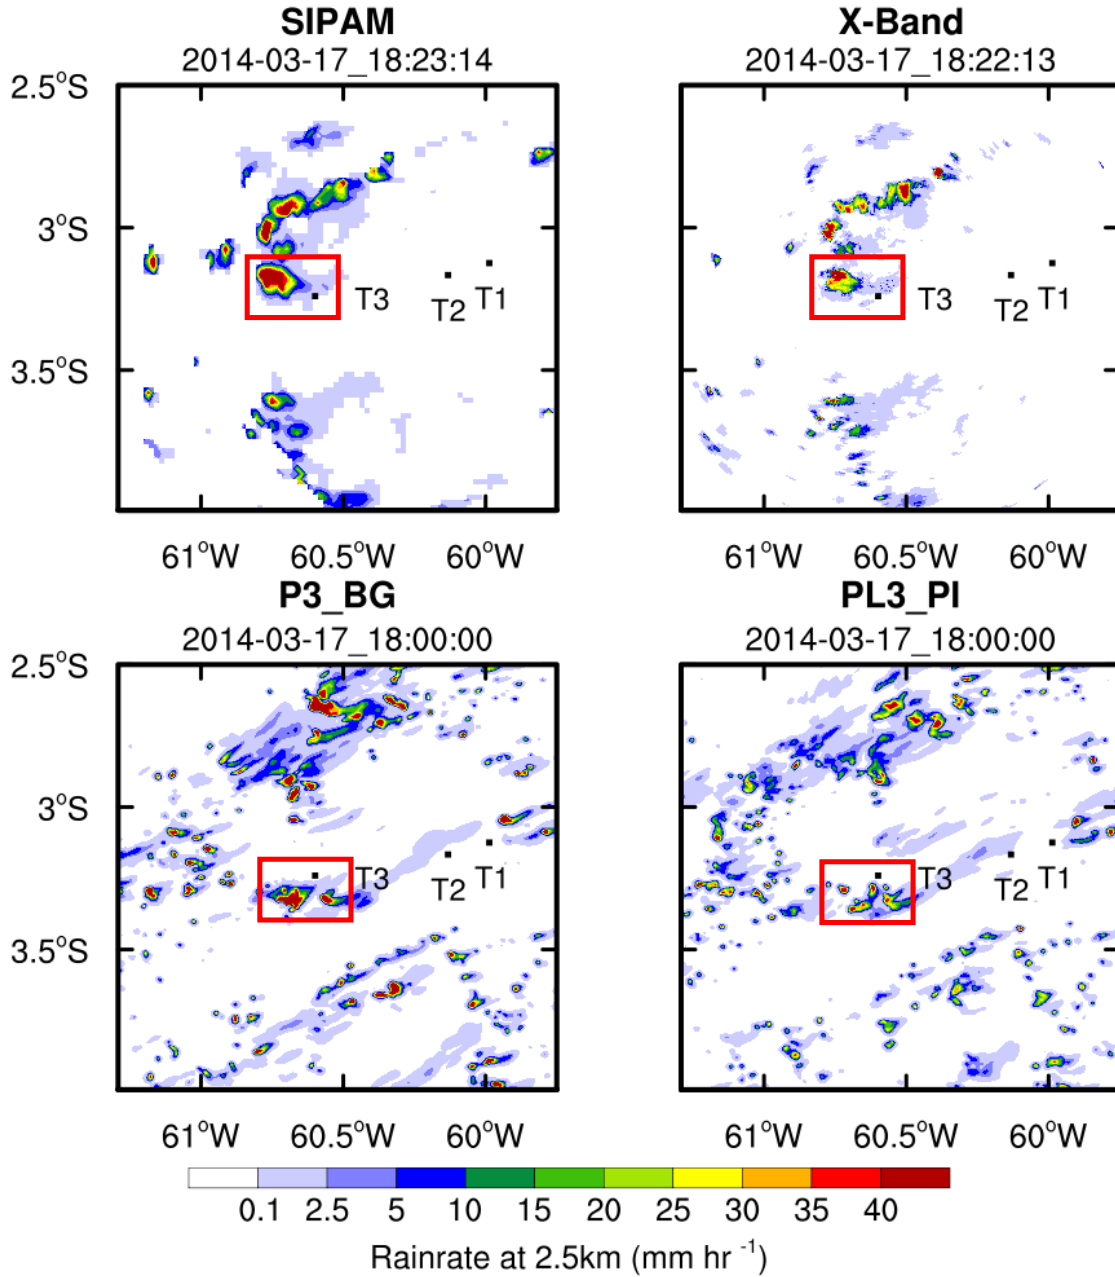 SIPAM
2014-03-17_18:23:14
X-Band
2014-03-17_18:22:13
2.5°S
3°S
3.5°S
T3
T2
T1
T3
T2
T1
61°W
60.5°W
60°W
61°W
60.5°W
60°W
P3_BG
2014-03-17_18:00:00
PL3_PI
2014-03-17_18:00:00
2.5°S
3°S
3.5°S
T3
T2
T1
T3
T2
T1
61°W
60.5°W
60°W
61°W
60.5°W
60°W
0.1 2.5 5 10 15 20 25 30 35 40
Rainrate at 2.5km (mm hr⁻¹)